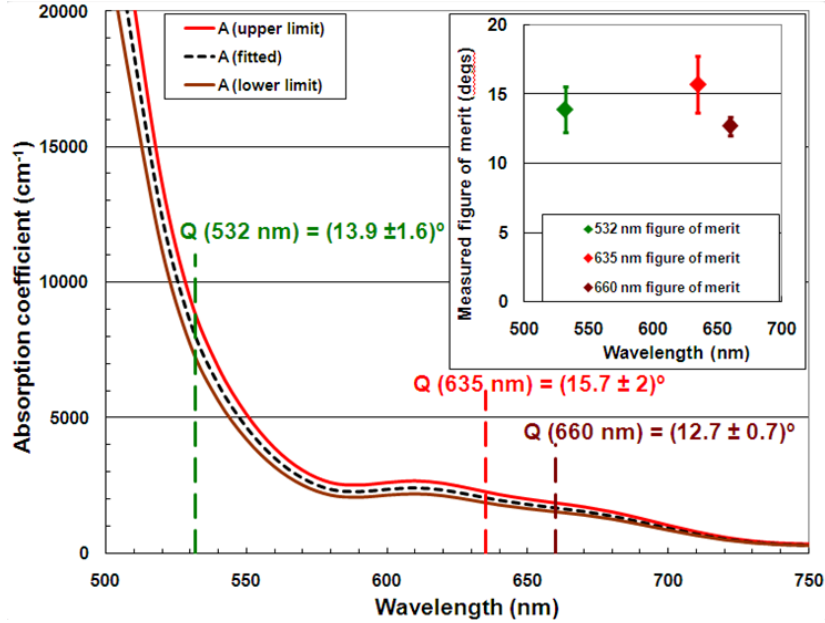 20000
15000
10000
5000
0
Absorption coefficient (cm⁻¹)
A (upper limit)
A (fitted)
A (lower limit)
Q (532 nm) = (13.9 ±1.6)º
Q (635 nm) = (15.7 ± 2)º
Q (660 nm) = (12.7 ± 0.7)º
500 550 600 650 700 750
Wavelength (nm)
20
15
10
5
0
Measured figure of merit (degs)
532 nm figure of merit
635 nm figure of merit
660 nm figure of merit
500 550 600 650 700
Wavelength (nm)